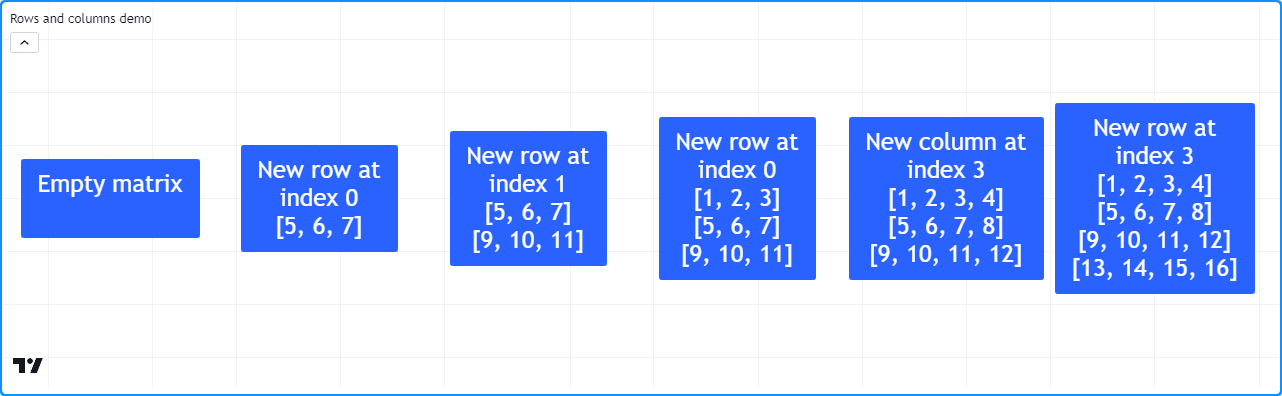 Rows and columns demo
Empty matrix
New row at
index 0
[5, 6, 7]
New row at
index 1
[5, 6, 7]
[9, 10, 11]
New row at
index 0
[1, 2, 3]
[5, 6, 7]
[9, 10, 11]
New column at
index 3
[1, 2, 3, 4]
[5, 6, 7, 8]
[9, 10, 11, 12]
New row at
index 3
[1, 2, 3, 4]
[5, 6, 7, 8]
[9, 10, 11, 12]
[13, 14, 15, 16]